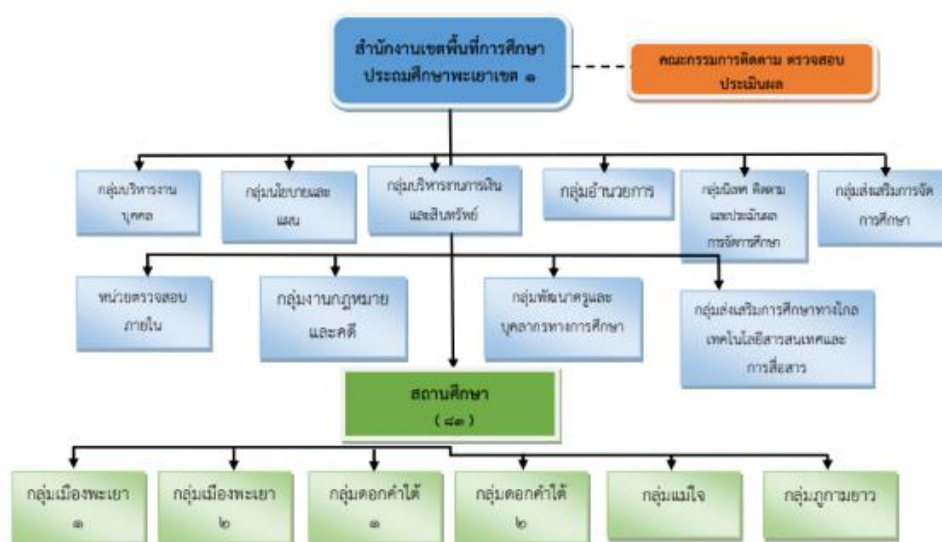 สำนักงานเขตพื้นที่การศึกษา
ประถมศึกษาพะเยาเขต ๑
คณะกรรมการติดตาม ตรวจสอบ
ประเมินผล
กลุ่มบริหารงาน
บุคคล
กลุ่มนโยบายและ
แผน
กลุ่มบริหารงานการเงิน
และสินทรัพย์
กลุ่มอำนวยการ
กลุ่มนิเทศ ติดตาม
และประเมินผล
การจัดการศึกษา
กลุ่มส่งเสริมการจัด
การศึกษา
หน่วยตรวจสอบ
ภายใน
กลุ่มงานกฎหมาย
และคดี
กลุ่มพัฒนาครูและ
บุคลากรทางการศึกษา
กลุ่มส่งเสริมการศึกษาทางไกล
เทคโนโลยีสารสนเทศและ
การสื่อสาร
สถานศึกษา
( ๘๓ )
กลุ่มเมืองพะเยา
๑
กลุ่มเมืองพะเยา
๒
กลุ่มดอกคำใต้
๑
กลุ่มดอกคำใต้
๒
กลุ่มแม่ใจ
กลุ่มภูกามยาว